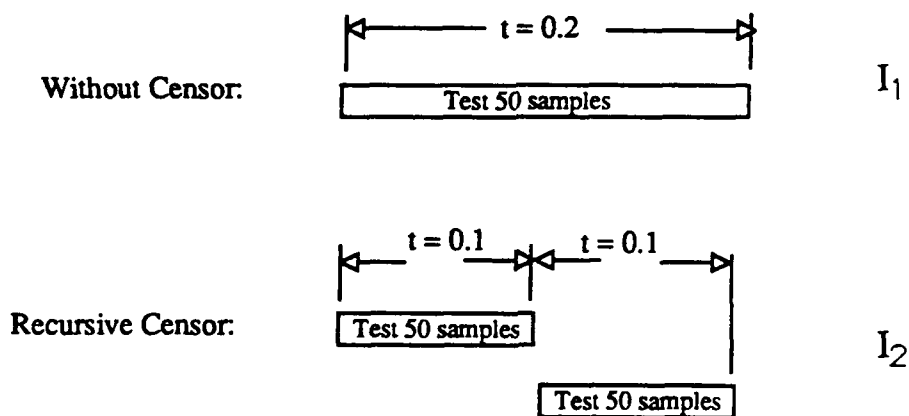 t = 0.2
Without Censor:
Test 50 samples
I1
t = 0.1
t = 0.1
Recursive Censor:
Test 50 samples
I2
Test 50 samples